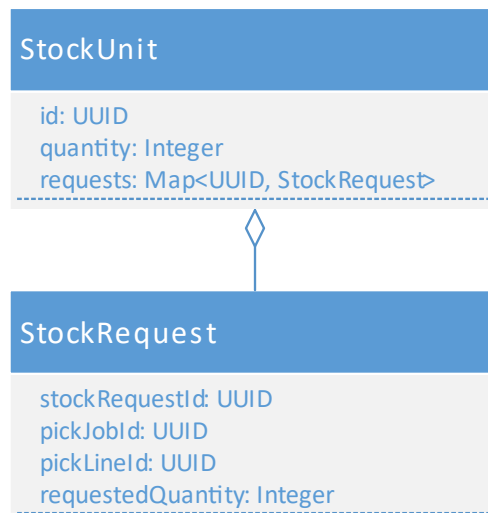 StockUnit
id: UUID
quantity: Integer
requests: Map<UUID, StockRequest>
StockRequest
stockRequestId: UUID
pickJobId: UUID
pickLineId: UUID
requestedQuantity: Integer